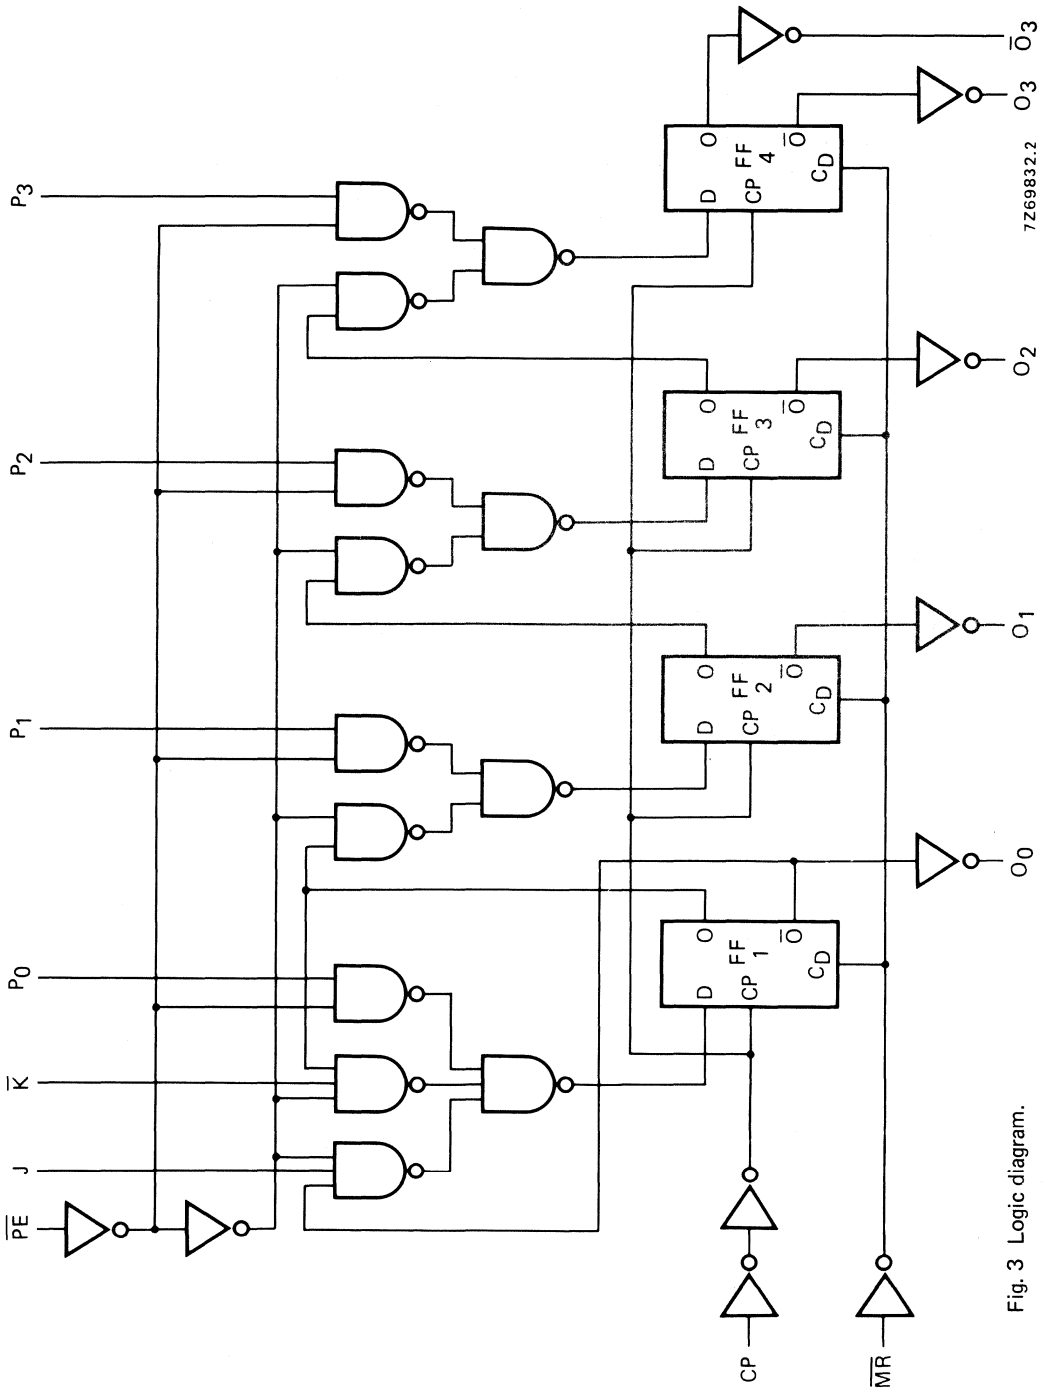 P̅E̅
J
K̅
P0
P1
P2
P3
D
O
FF
1
CP
O̅
CD
D
O
FF
2
CP
O̅
CD
D
O
FF
3
CP
O̅
CD
D
O
FF
4
CP
O̅
CD
CP
M̅R̅
O0
O1
O2
O3
O̅3
7Z69832.2
Fig. 3 Logic diagram.